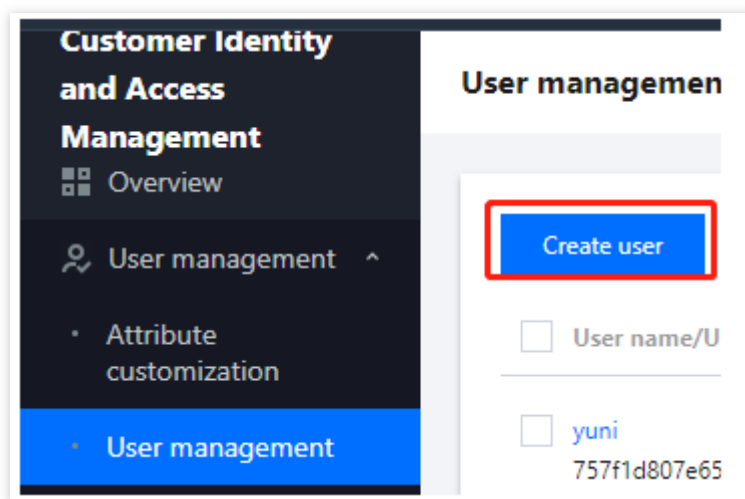 Customer Identity
and Access
Management
Overview
User management
Attribute
customization
User management
User managemen
Create user
User name/U
yuni
757f1d807e65